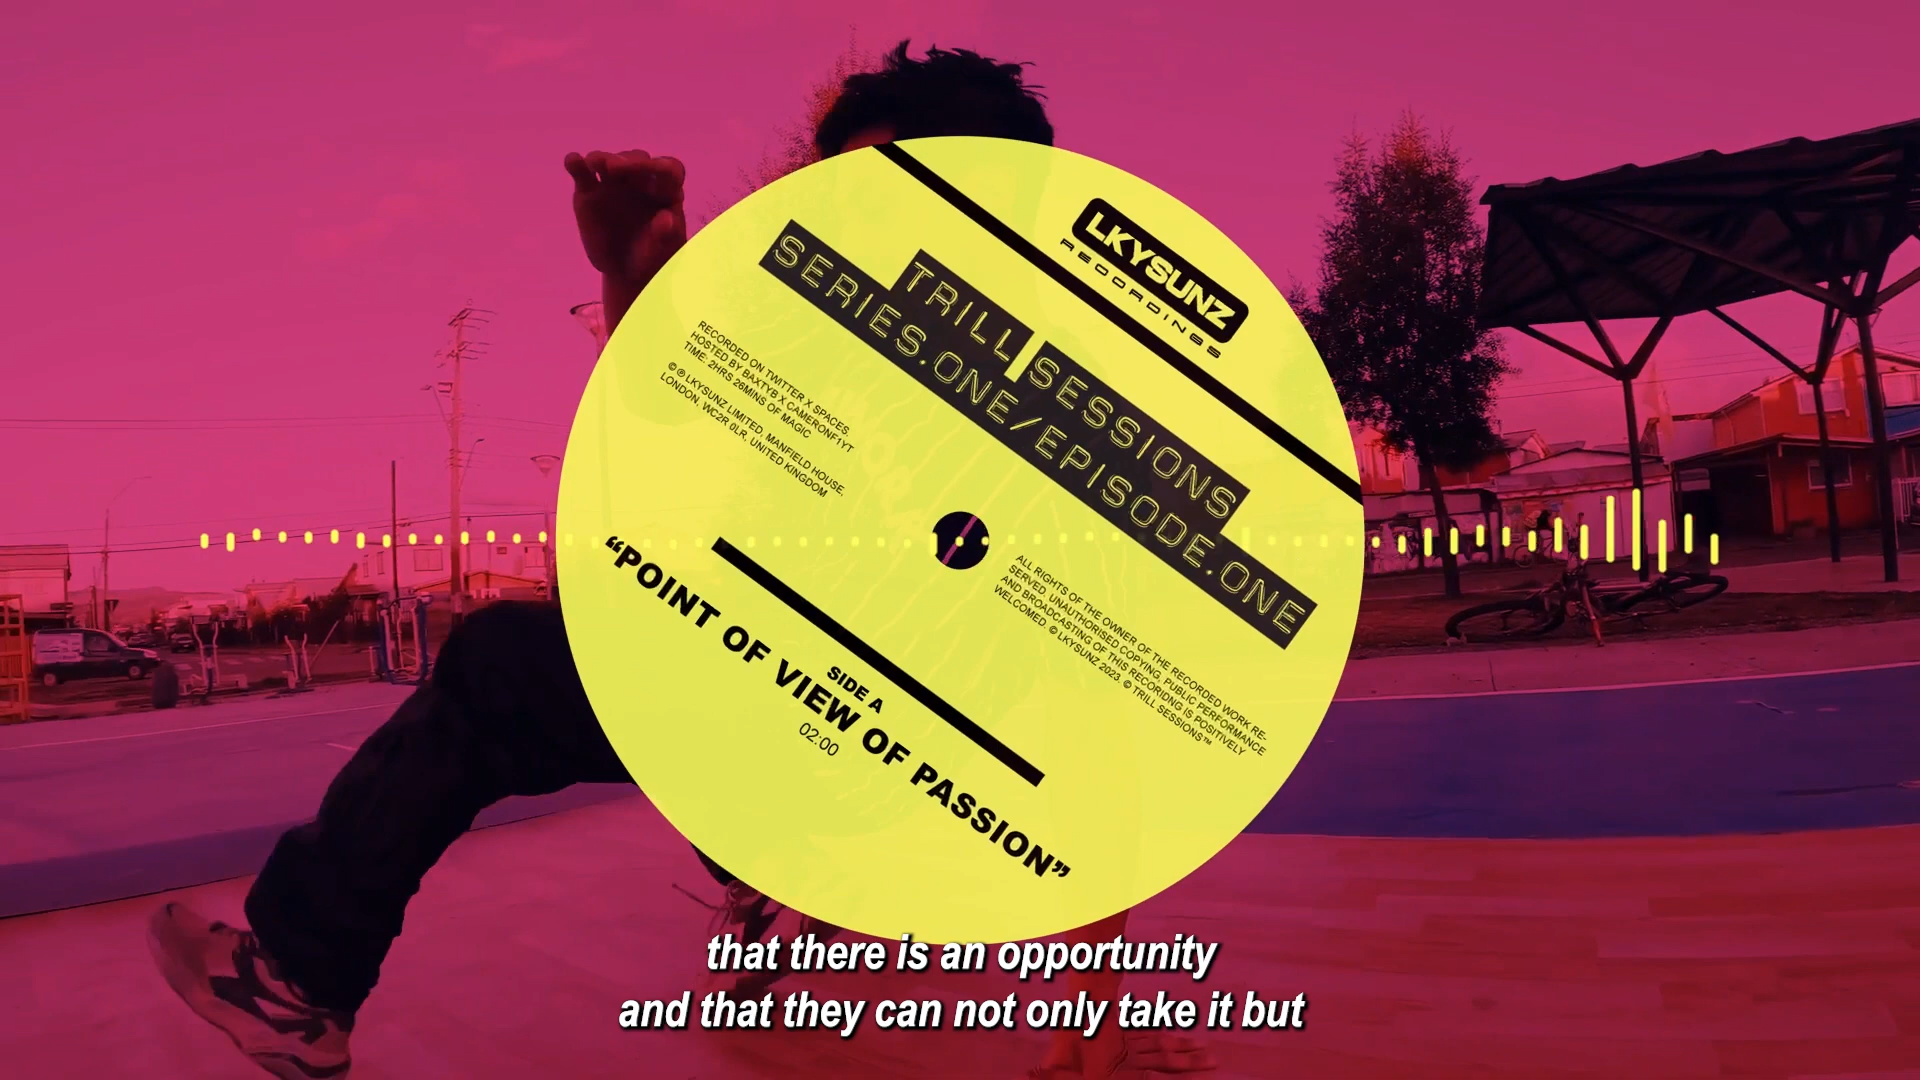 LKYSUNZ
RECORDINGS
TRILL SESSIONS
SERIES.ONE/EPISODE.ONE
RECORDED ON TWITTER X SPACES.
HOSTED BY BAXTYB X CAMERONF1YT
TIME: 2HRS 26MINS OF MAGIC
©℗ LKYSUNZ LIMITED, MANFIELD HOUSE,
LONDON, WC2R 0LR, UNITED KINGDOM
ALL RIGHTS OF THE OWNER OF THE RECORDED WORK RE-
SERVED. UNAUTHORISED COPYING, PUBLIC PERFORMANCE
AND BROADCASTING OF THIS RECORIDNG IS POSITIVELY
WELCOMED. © LKYSUNZ 2023. © TRILL SESSIONS™
SIDE A
“POINT OF VIEW OF PASSION”
02:00
that there is an opportunity
and that they can not only take it but